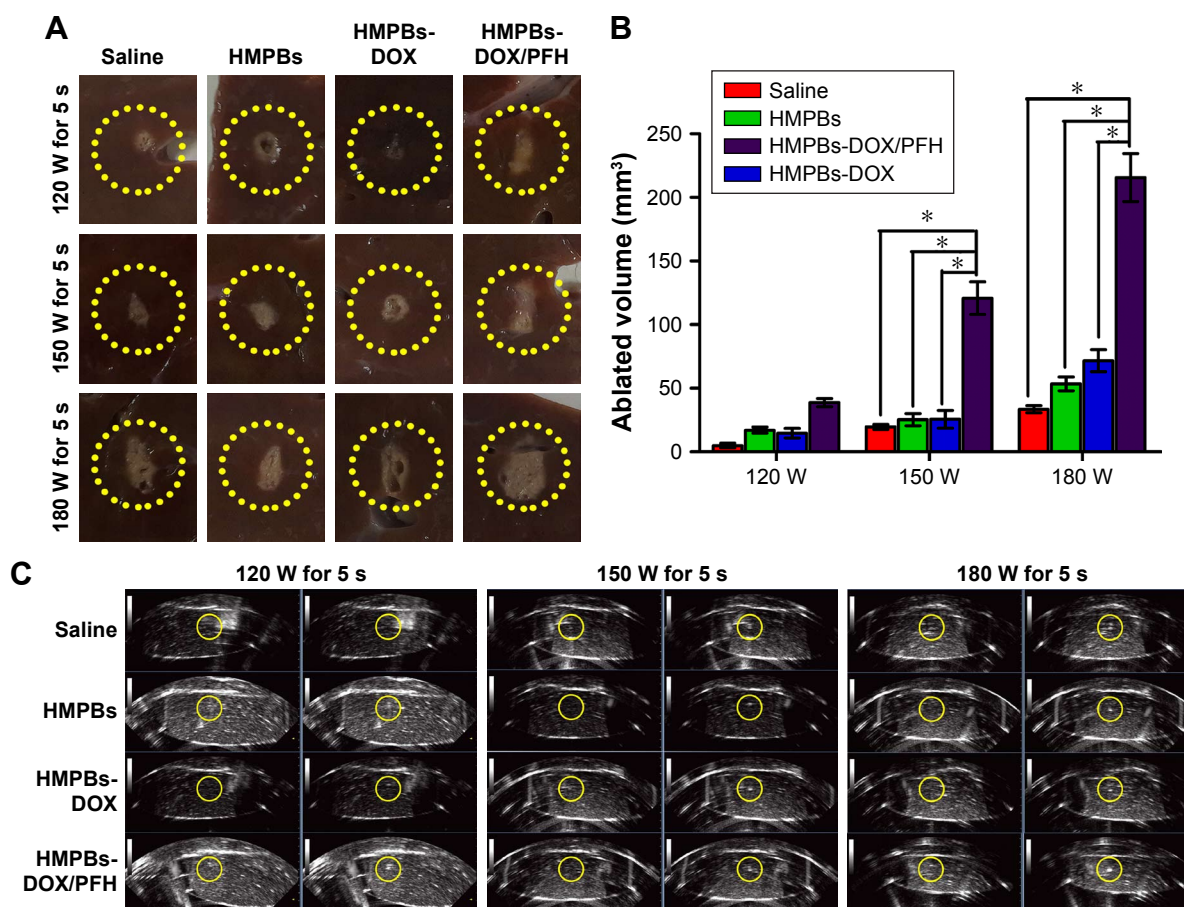 A
B
Saline
HMPBs
HMPBs-
DOX
HMPBs-
DOX/PFH
120 W for 5 s
150 W for 5 s
180 W for 5 s
Saline
HMPBs
HMPBs-DOX/PFH
HMPBs-DOX
Ablated volume (mm³)
250
200
150
100
50
0
*
*
*
*
*
*
120 W
150 W
180 W
C
120 W for 5 s
150 W for 5 s
180 W for 5 s
Saline
HMPBs
HMPBs-
DOX
HMPBs-
DOX/PFH